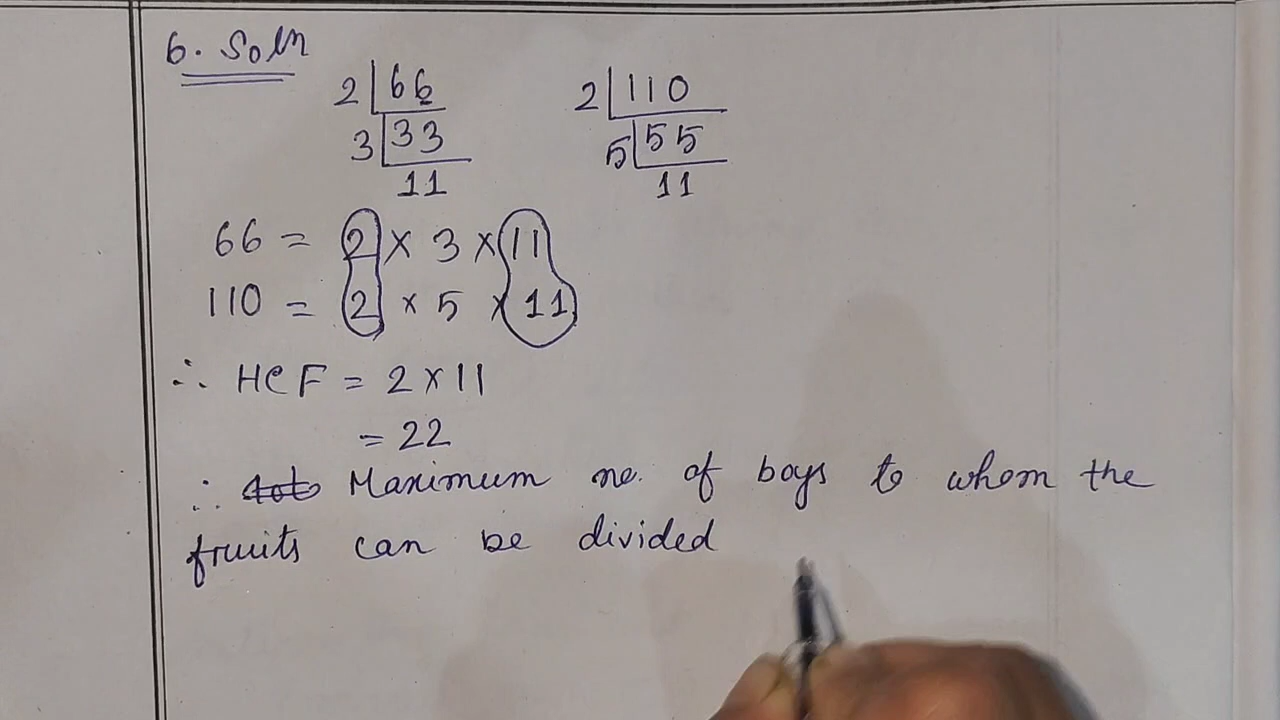 6. Soln
2 | 66 2 | 110
3 | 33 5 | 55
11 11
66 = 2 × 3 × 11
110 = 2 × 5 × 11
∴ HCF = 2 × 11
= 22
∴ Maximum no. of boys to whom the
fruits can be divided